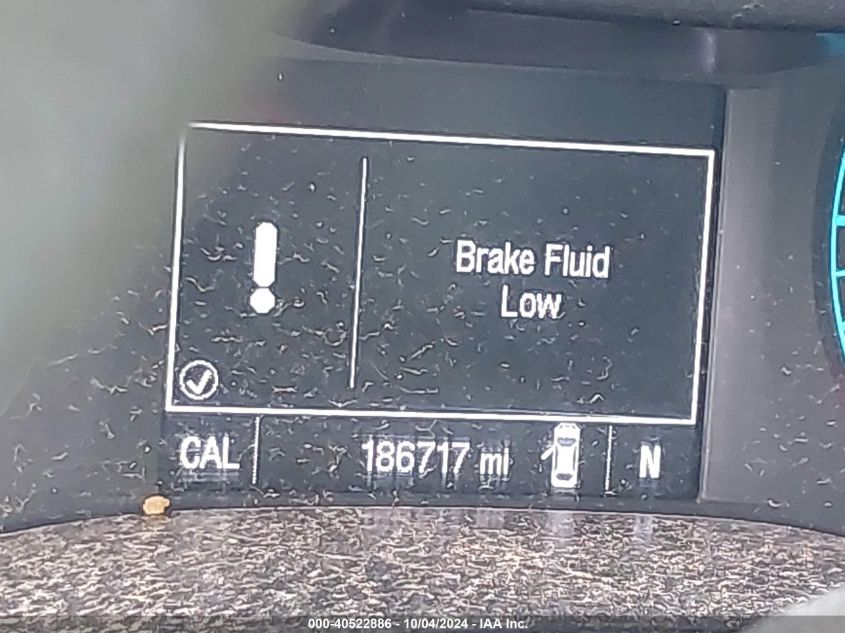 Brake Fluid
Low
CAL 186717 mi N
000-40522886 - 10/04/2024 - IAA Inc.